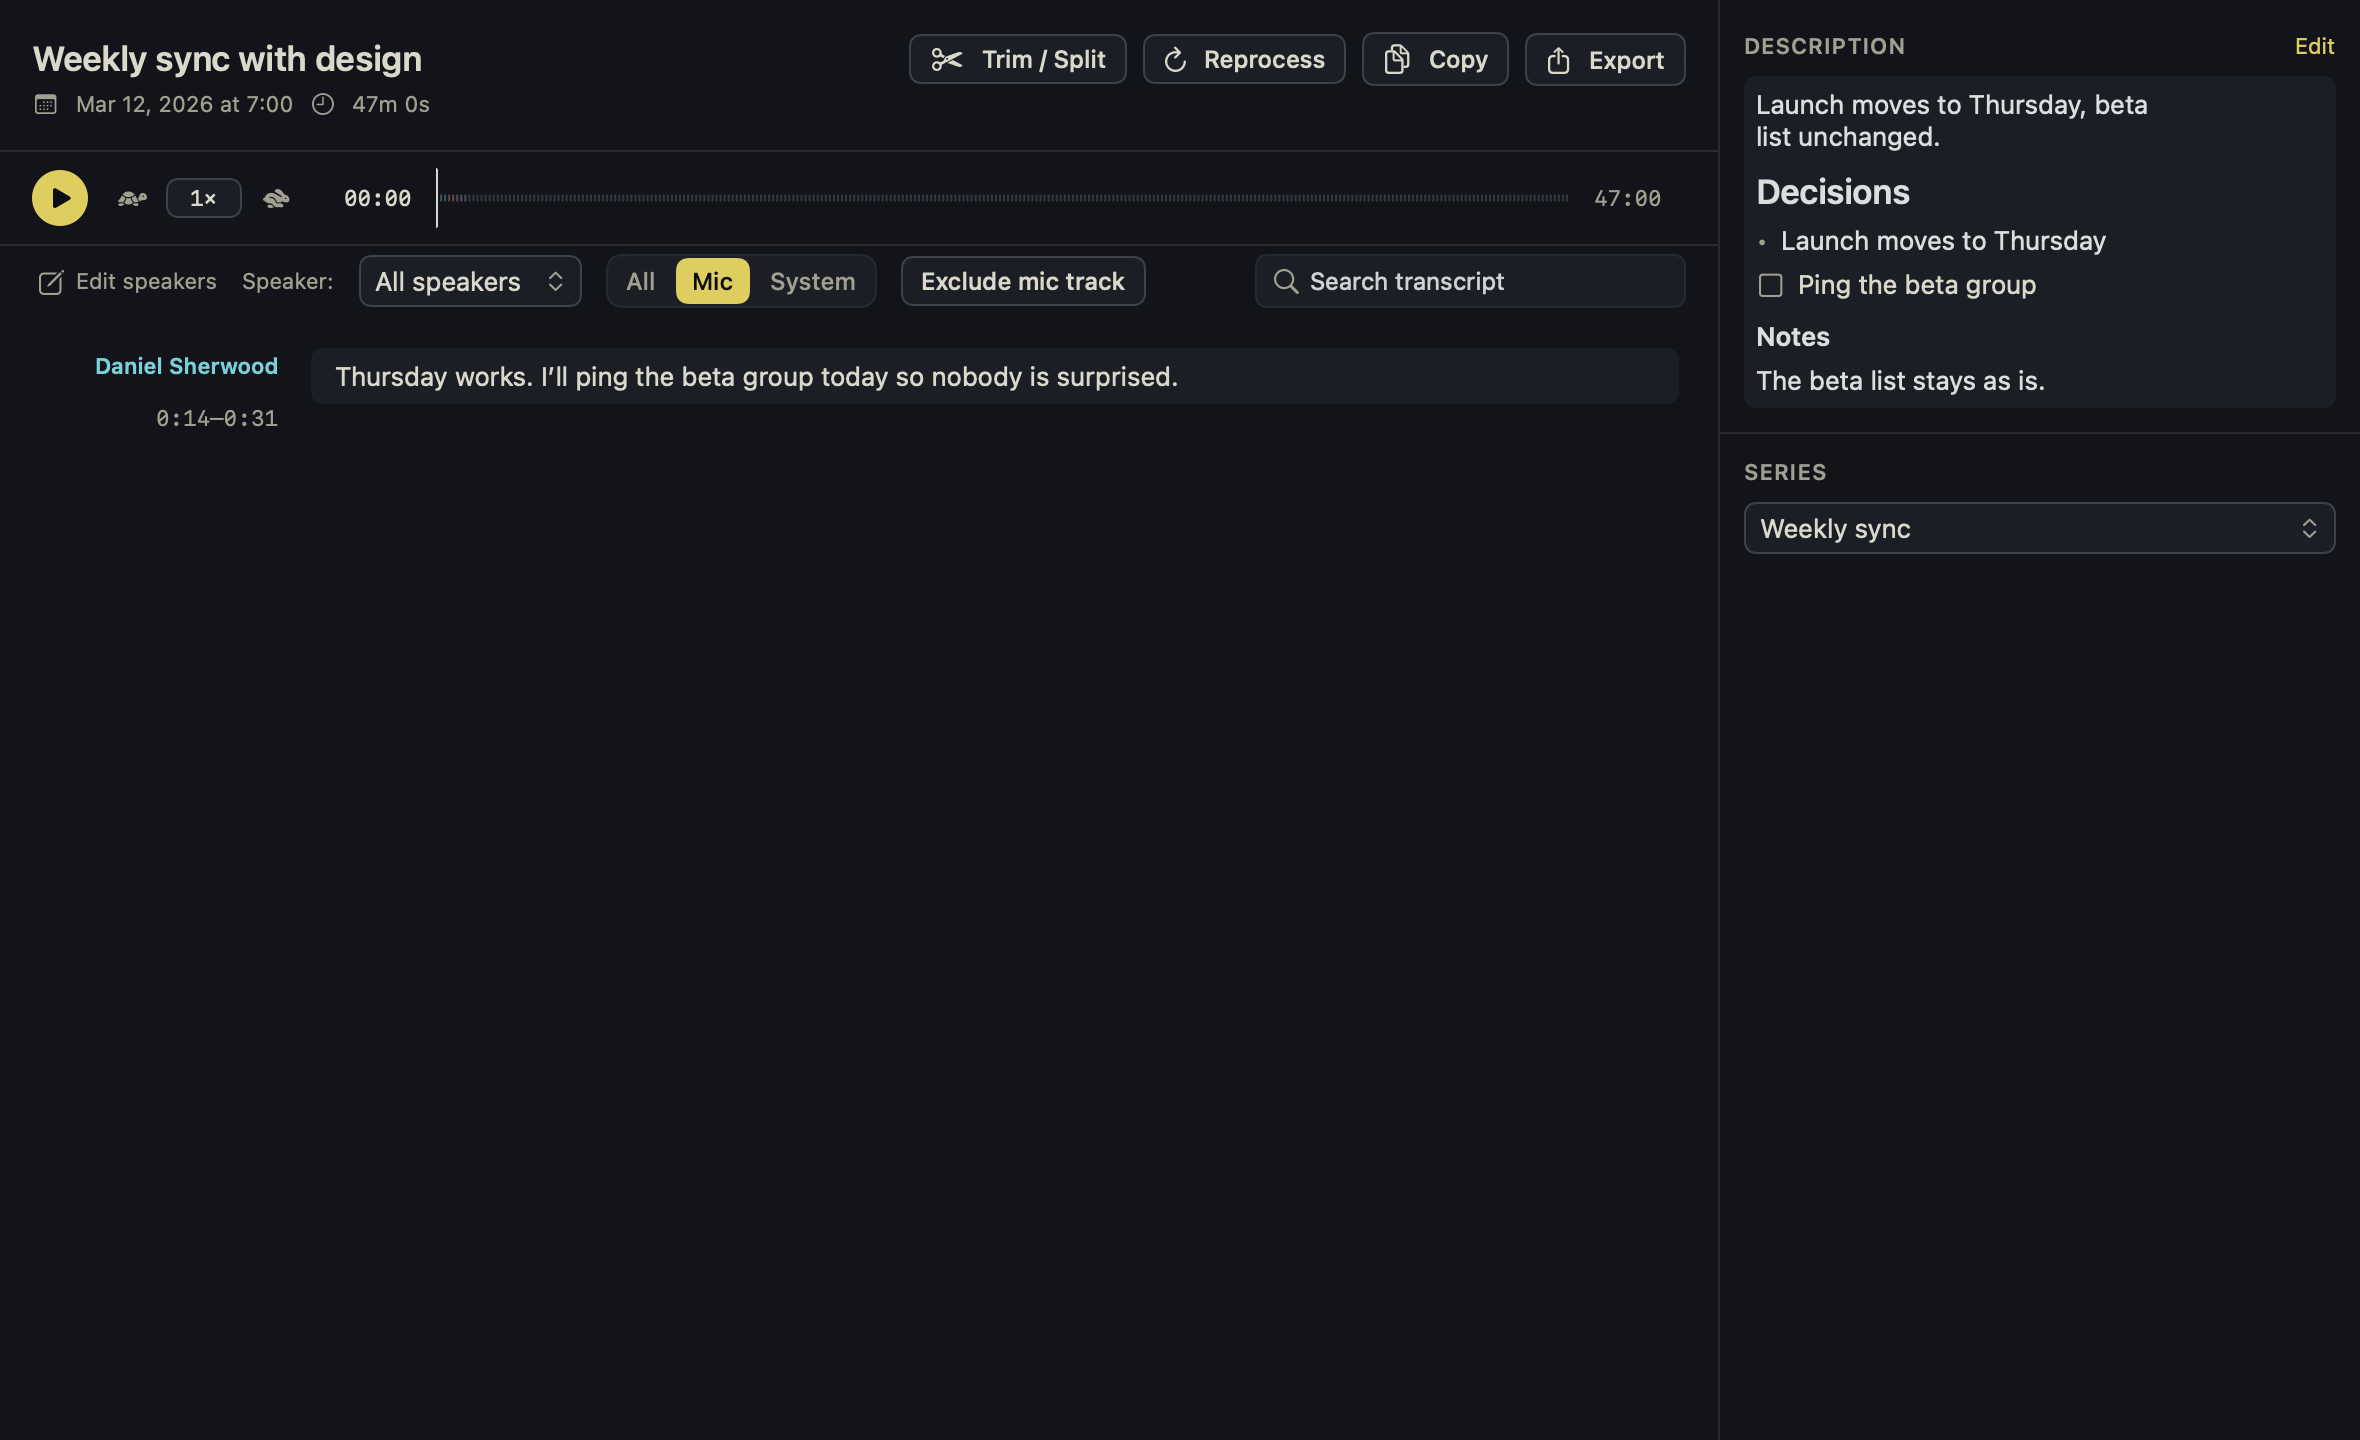 Weekly sync with design
Trim / Split
Reprocess
Copy
Export
Mar 12, 2026 at 7:00
47m 0s
1×
00:00
47:00
Edit speakers
Speaker:
All speakers
All
Mic
System
Exclude mic track
Search transcript
Daniel Sherwood
0:14–0:31
Thursday works. I’ll ping the beta group today so nobody is surprised.
DESCRIPTION
Edit
Launch moves to Thursday, beta
list unchanged.
Decisions
• Launch moves to Thursday
Ping the beta group
Notes
The beta list stays as is.
SERIES
Weekly sync